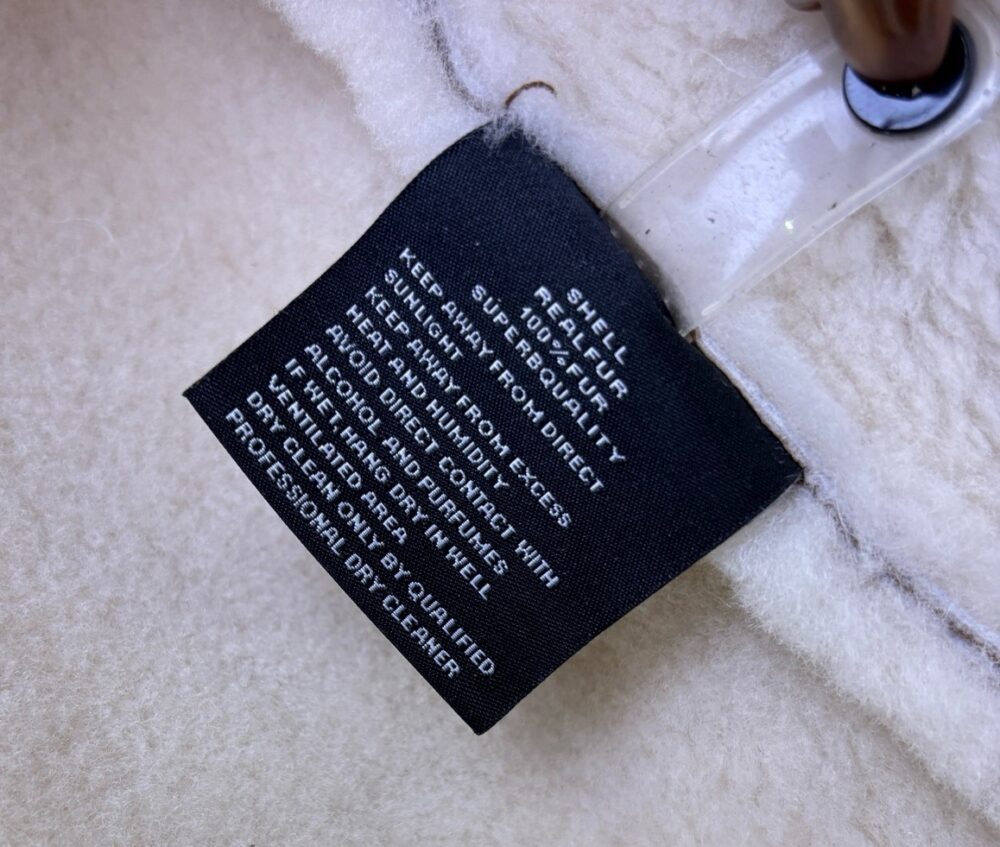 SHELL
REALFUR
100%FUR
SUPERBQUALITY
KEEP AWAY FROM DIRECT
SUNLIGHT
KEEP AWAY FROM EXCESS
HEAT AND HUMIDITY
AVOID DIRECT CONTACT WITH
ALCOHOL AND PURFUMES
IF WET, HANG DRY IN WELL
VENTILATED AREA
DRY CLEAN ONLY BY QUALIFIED
PROFESSIONAL DRY CLEANER